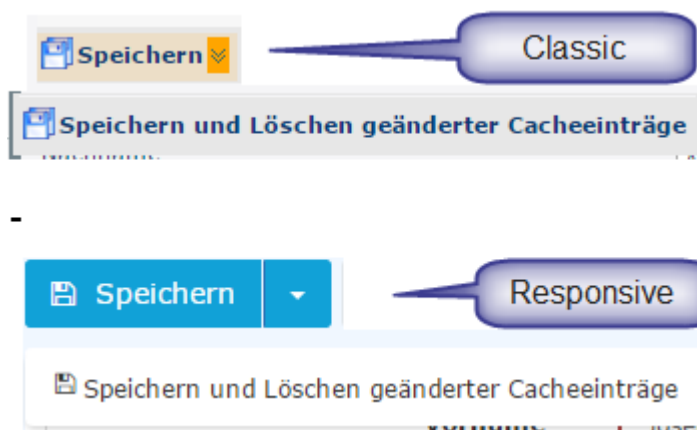 Speichern
Classic
Speichern und Löschen geänderter Cacheeinträge
-
Speichern
Responsive
Speichern und Löschen geänderter Cacheeinträge